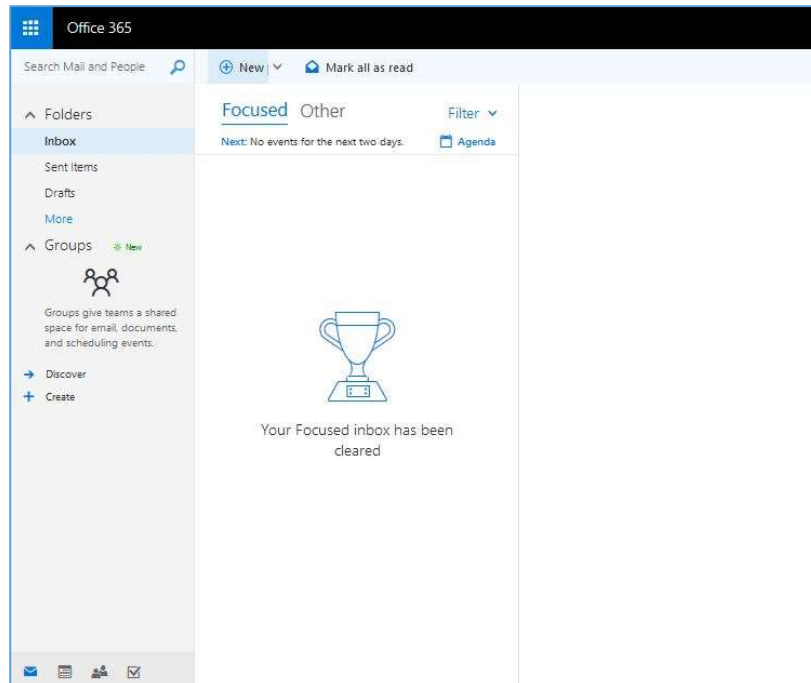 Office 365
Search Mail and People
New
Mark all as read
Folders
Inbox
Sent Items
Drafts
More
Groups
New
Groups give teams a shared
space for email, documents,
and scheduling events.
Discover
Create
Focused Other
Filter
Next: No events for the next two days.
Agenda
Your Focused inbox has been
cleared